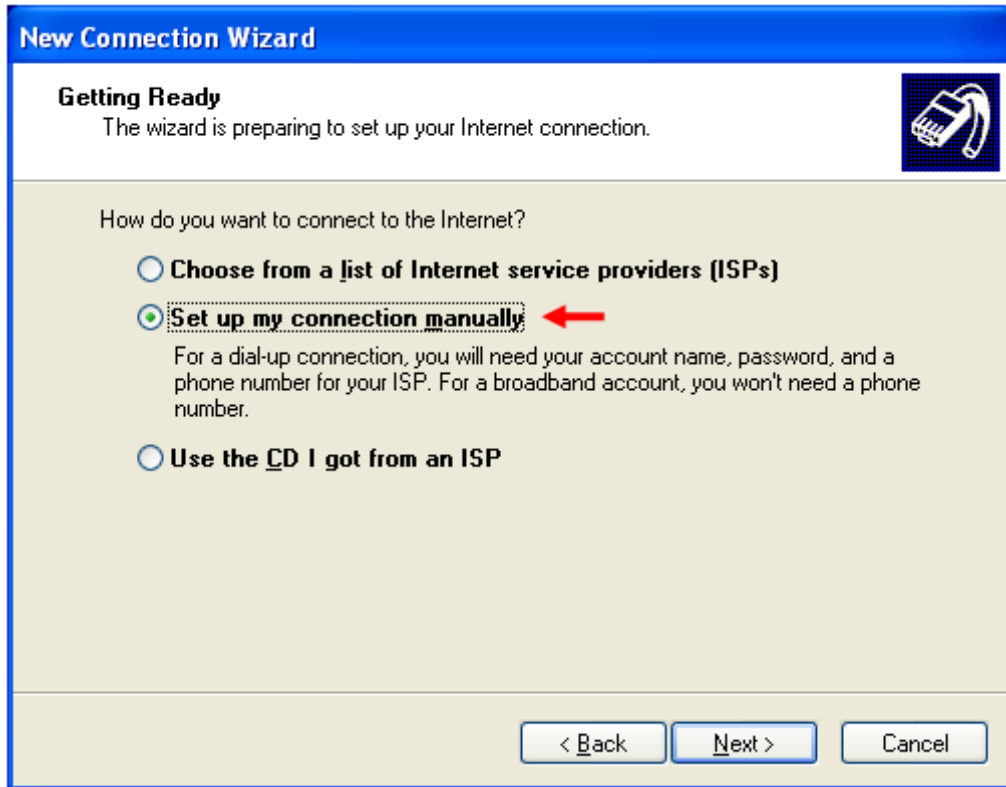 New Connection Wizard
Getting Ready
The wizard is preparing to set up your Internet connection.
How do you want to connect to the Internet?
Choose from a list of Internet service providers (ISPs)
Set up my connection manually
For a dial-up connection, you will need your account name, password, and a
phone number for your ISP. For a broadband account, you won't need a phone
number.
Use the CD I got from an ISP
< Back Next > Cancel